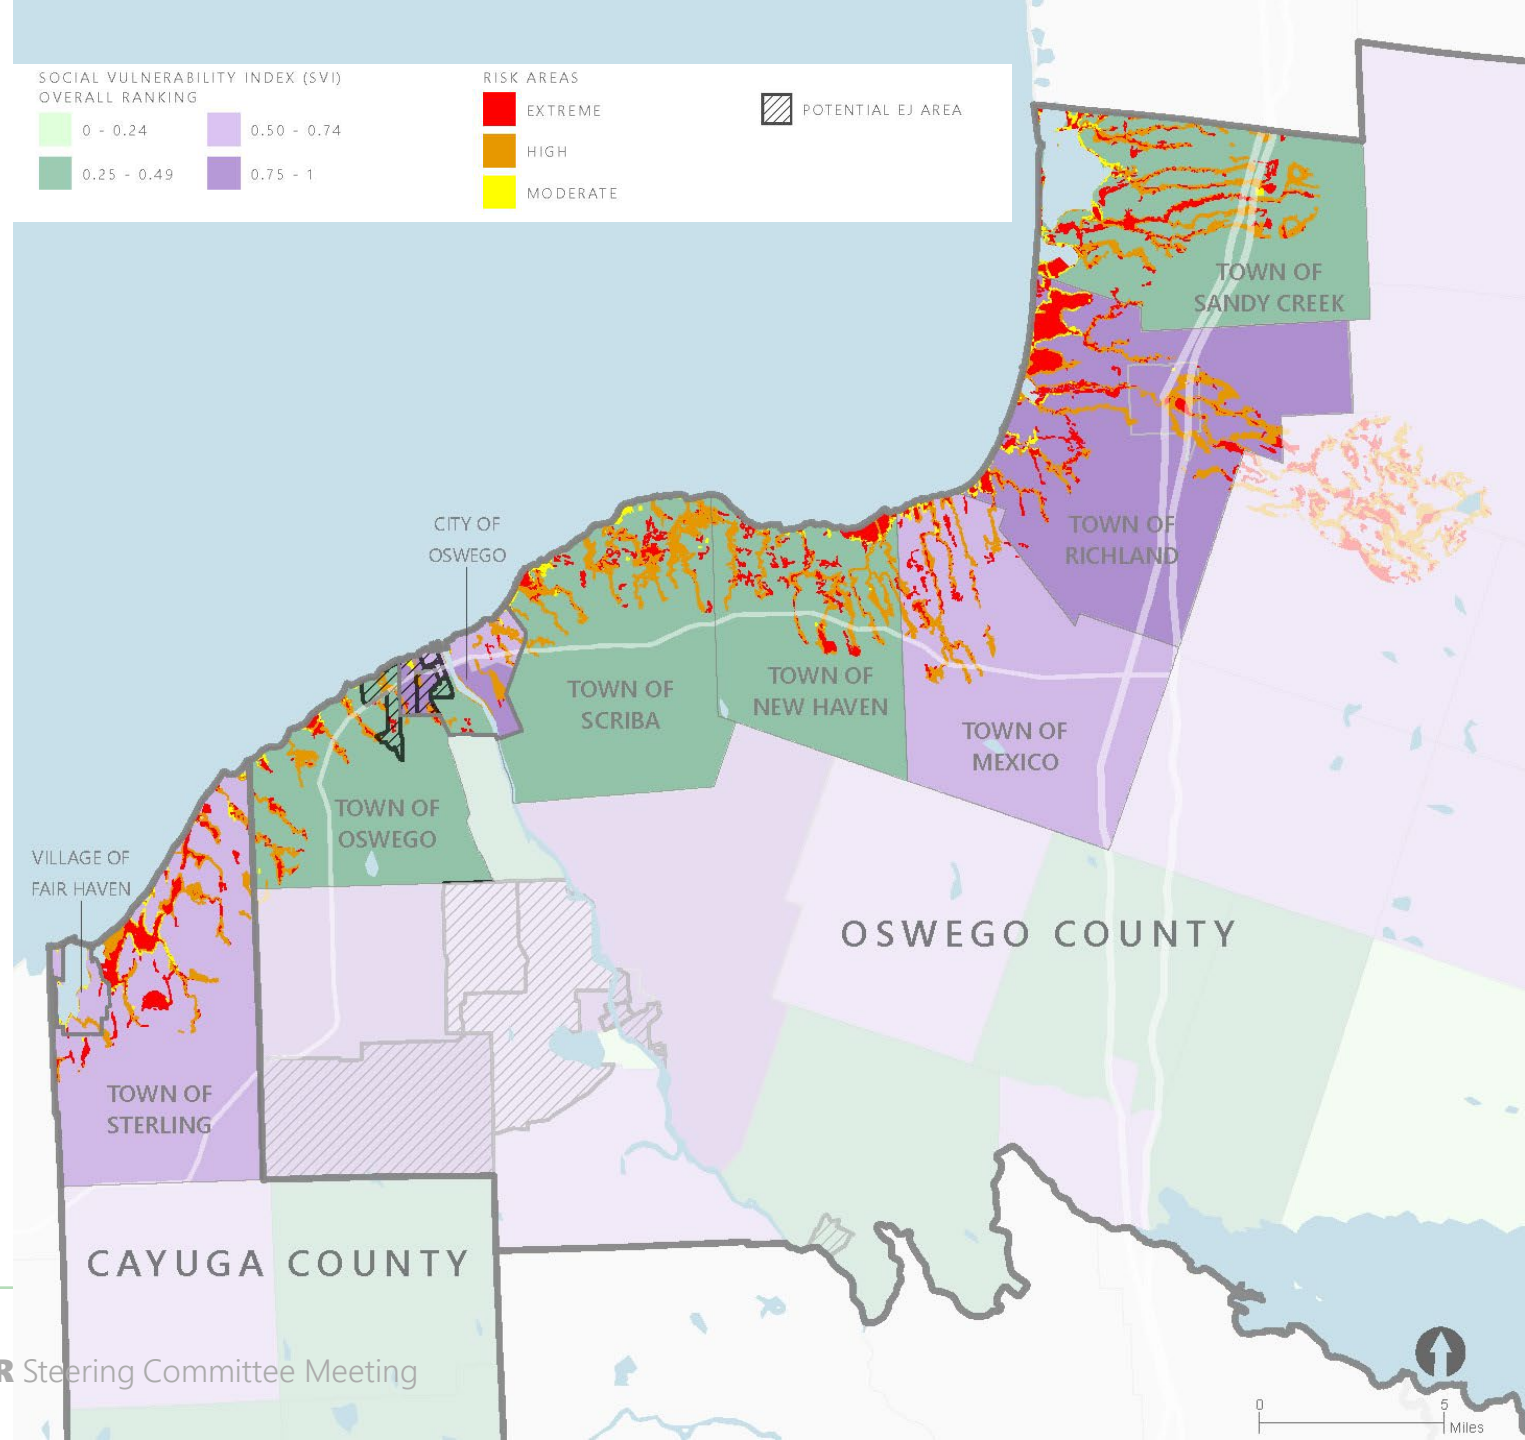 SOCIAL VULNERABILITY INDEX (SVI)
OVERALL RANKING
0 - 0.24
0.25 - 0.49
0.50 - 0.74
0.75 - 1
RISK AREAS
EXTREME
HIGH
MODERATE
POTENTIAL EJ AREA
TOWN OF
SANDY CREEK
TOWN OF
RICHLAND
CITY OF
OSWEGO
TOWN OF
SCRIBA
TOWN OF
NEW HAVEN
TOWN OF
MEXICO
TOWN OF
OSWEGO
VILLAGE OF
FAIR HAVEN
OSWEGO COUNTY
TOWN OF
STERLING
CAYUGA COUNTY
R Steering Committee Meeting
0 5
Miles